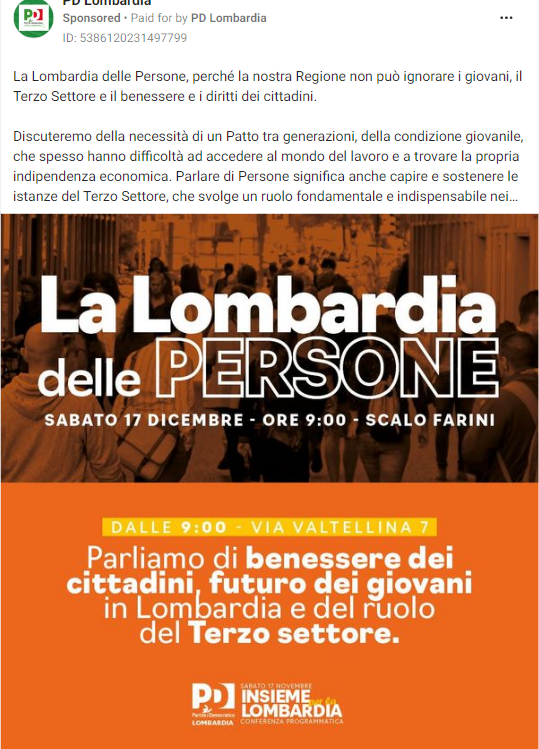 PD Lombardia
Sponsored • Paid for by PD Lombardia
ID: 5386120231497799
La Lombardia delle Persone, perché la nostra Regione non può ignorare i giovani, il
Terzo Settore e il benessere e i diritti dei cittadini.
Discuteremo della necessità di un Patto tra generazioni, della condizione giovanile,
che spesso hanno difficoltà ad accedere al mondo del lavoro e a trovare la propria
indipendenza economica. Parlare di Persone significa anche capire e sostenere le
istanze del Terzo Settore, che svolge un ruolo fondamentale e indispensabile nei...
La Lombardia
delle PERSONE
SABATO 17 DICEMBRE - ORE 9:00 - SCALO FARINI
DALLE 9:00 - VIA VALTELLINA 7
Parliamo di benessere dei
cittadini, futuro dei giovani
in Lombardia e del ruolo
del Terzo settore.
PD
Partito Democratico
LOMBARDIA
SABATO 17 NOVEMBRE
INSIEME per la
LOMBARDIA
CONFERENZA PROGRAMMATICA